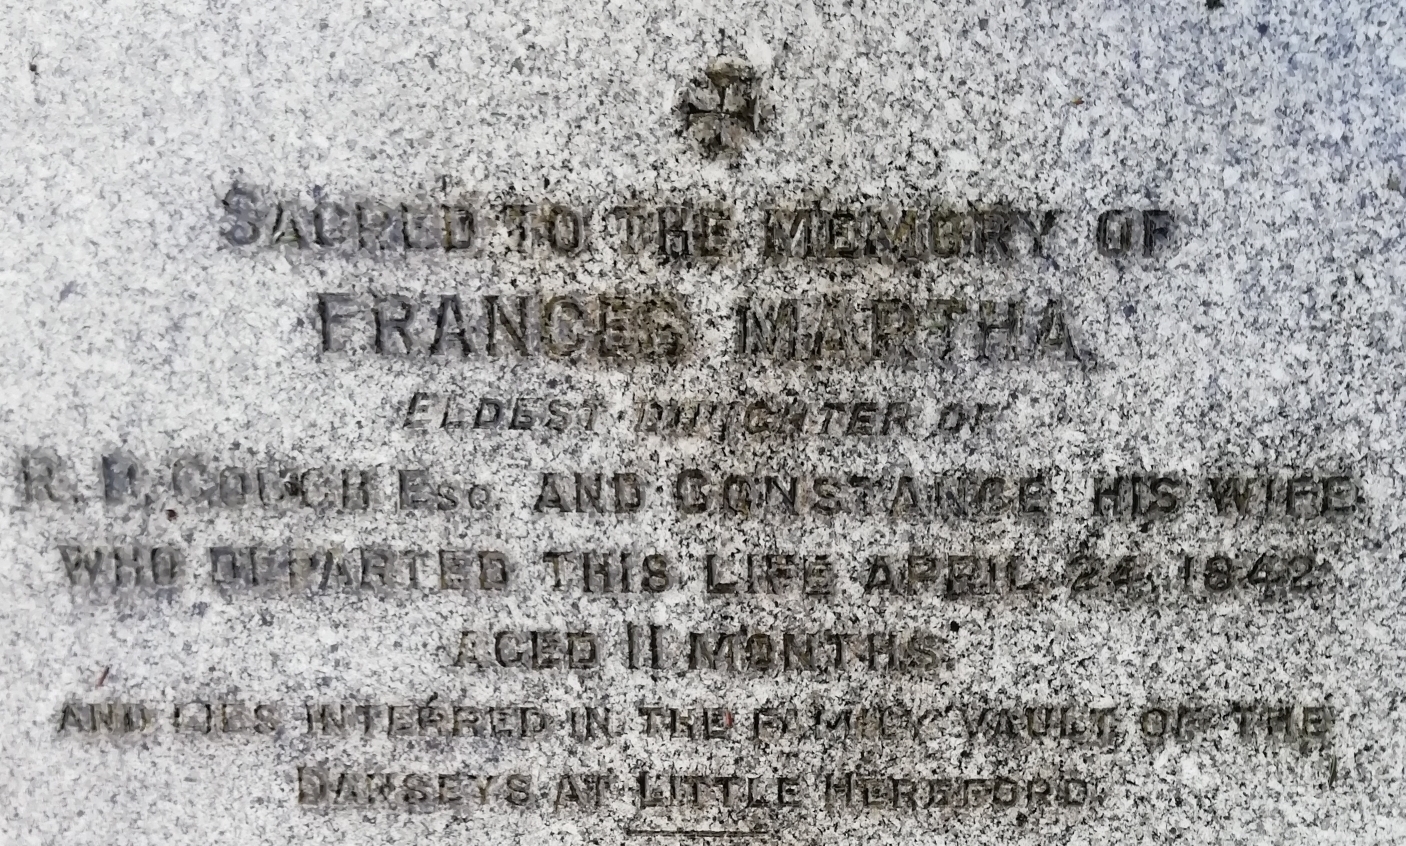 SACRED TO THE MEMORY OF
FRANCES MARTHA
ELDEST DAUGHTER OF
R. D. GOUGH ESQ. AND CONSTANCE HIS WIFE
WHO DEPARTED THIS LIFE APRIL 24, 1842
AGED 11 MONTHS.
AND LIES INTERRED IN THE FAMILY VAULT OF THE
DANSEYS AT LITTLE HEREFORD.